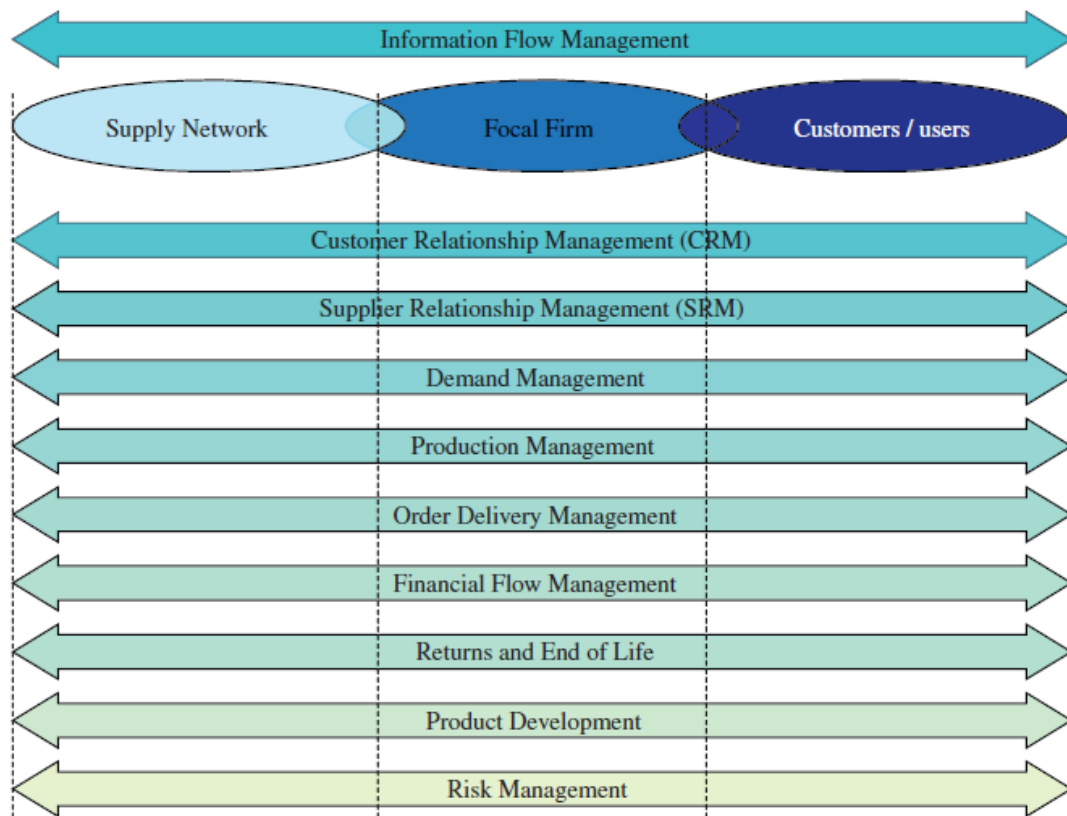 Information Flow Management
Supply Network Focal Firm Customers / users
Customer Relationship Management (CRM)
Supplier Relationship Management (SRM)
Demand Management
Production Management
Order Delivery Management
Financial Flow Management
Returns and End of Life
Product Development
Risk Management